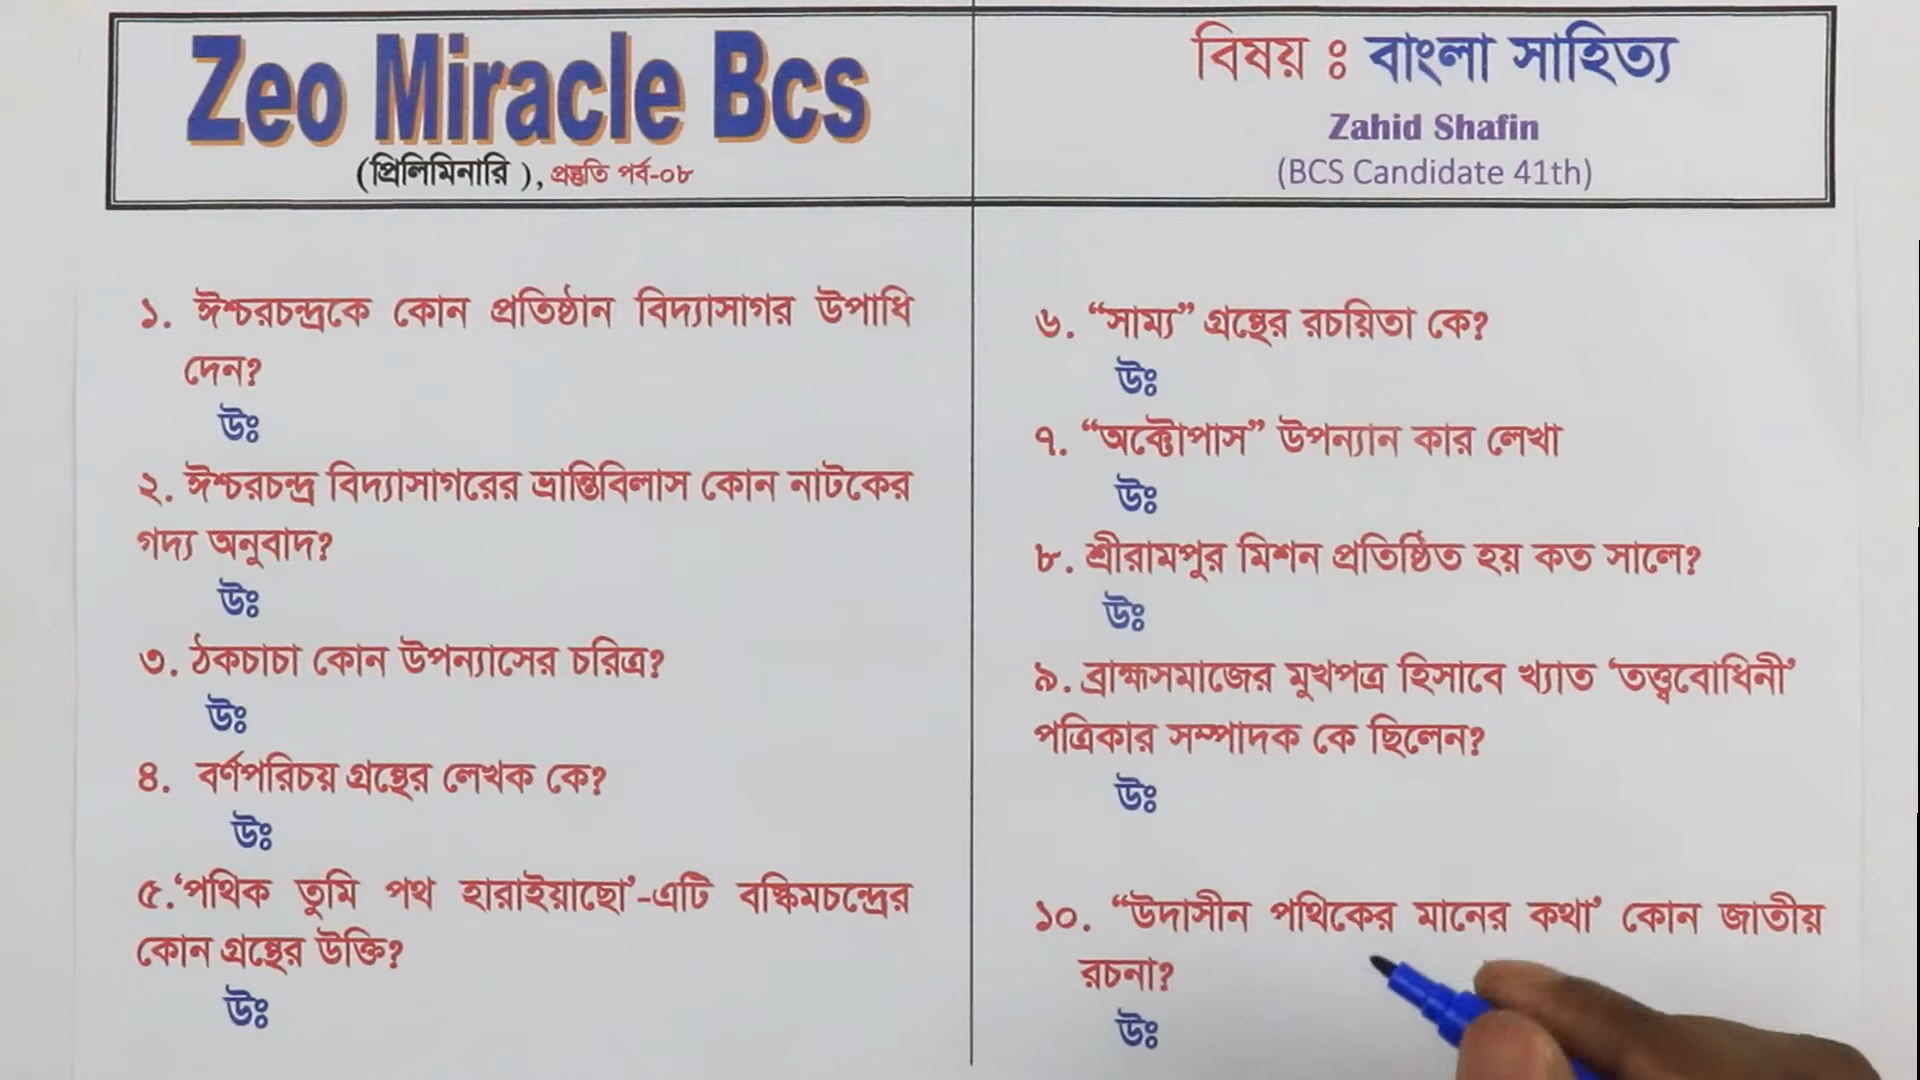 Zeo Miracle Bcs
(প্রিলিমিনারি ), প্রস্তুতি পর্ব-০৮
বিষয় ঃ বাংলা সাহিত্য
Zahid Shafin
(BCS Candidate 41th)
১. ঈশ্চরচন্দ্রকে কোন প্রতিষ্ঠান বিদ্যাসাগর উপাধি
দেন?
উঃ
২. ঈশ্চরচন্দ্র বিদ্যাসাগরের ভ্রান্তিবিলাস কোন নাটকের
গদ্য অনুবাদ?
উঃ
৩. ঠকচাচা কোন উপন্যাসের চরিত্র?
উঃ
৪. বর্ণপরিচয় গ্রন্থের লেখক কে?
উঃ
৫.‘পথিক তুমি পথ হারাইয়াছো’-এটি বঙ্কিমচন্দ্রের
কোন গ্রন্থের উক্তি?
উঃ
৬. “সাম্য” গ্রন্থের রচয়িতা কে?
উঃ
৭. “অক্টোপাস” উপন্যান কার লেখা
উঃ
৮. শ্রীরামপুর মিশন প্রতিষ্ঠিত হয় কত সালে?
উঃ
৯. ব্রাহ্মসমাজের মুখপত্র হিসাবে খ্যাত ‘তত্ত্ববোধিনী’
পত্রিকার সম্পাদক কে ছিলেন?
উঃ
১০. “উদাসীন পথিকের মানের কথা’ কোন জাতীয়
রচনা?
উঃ